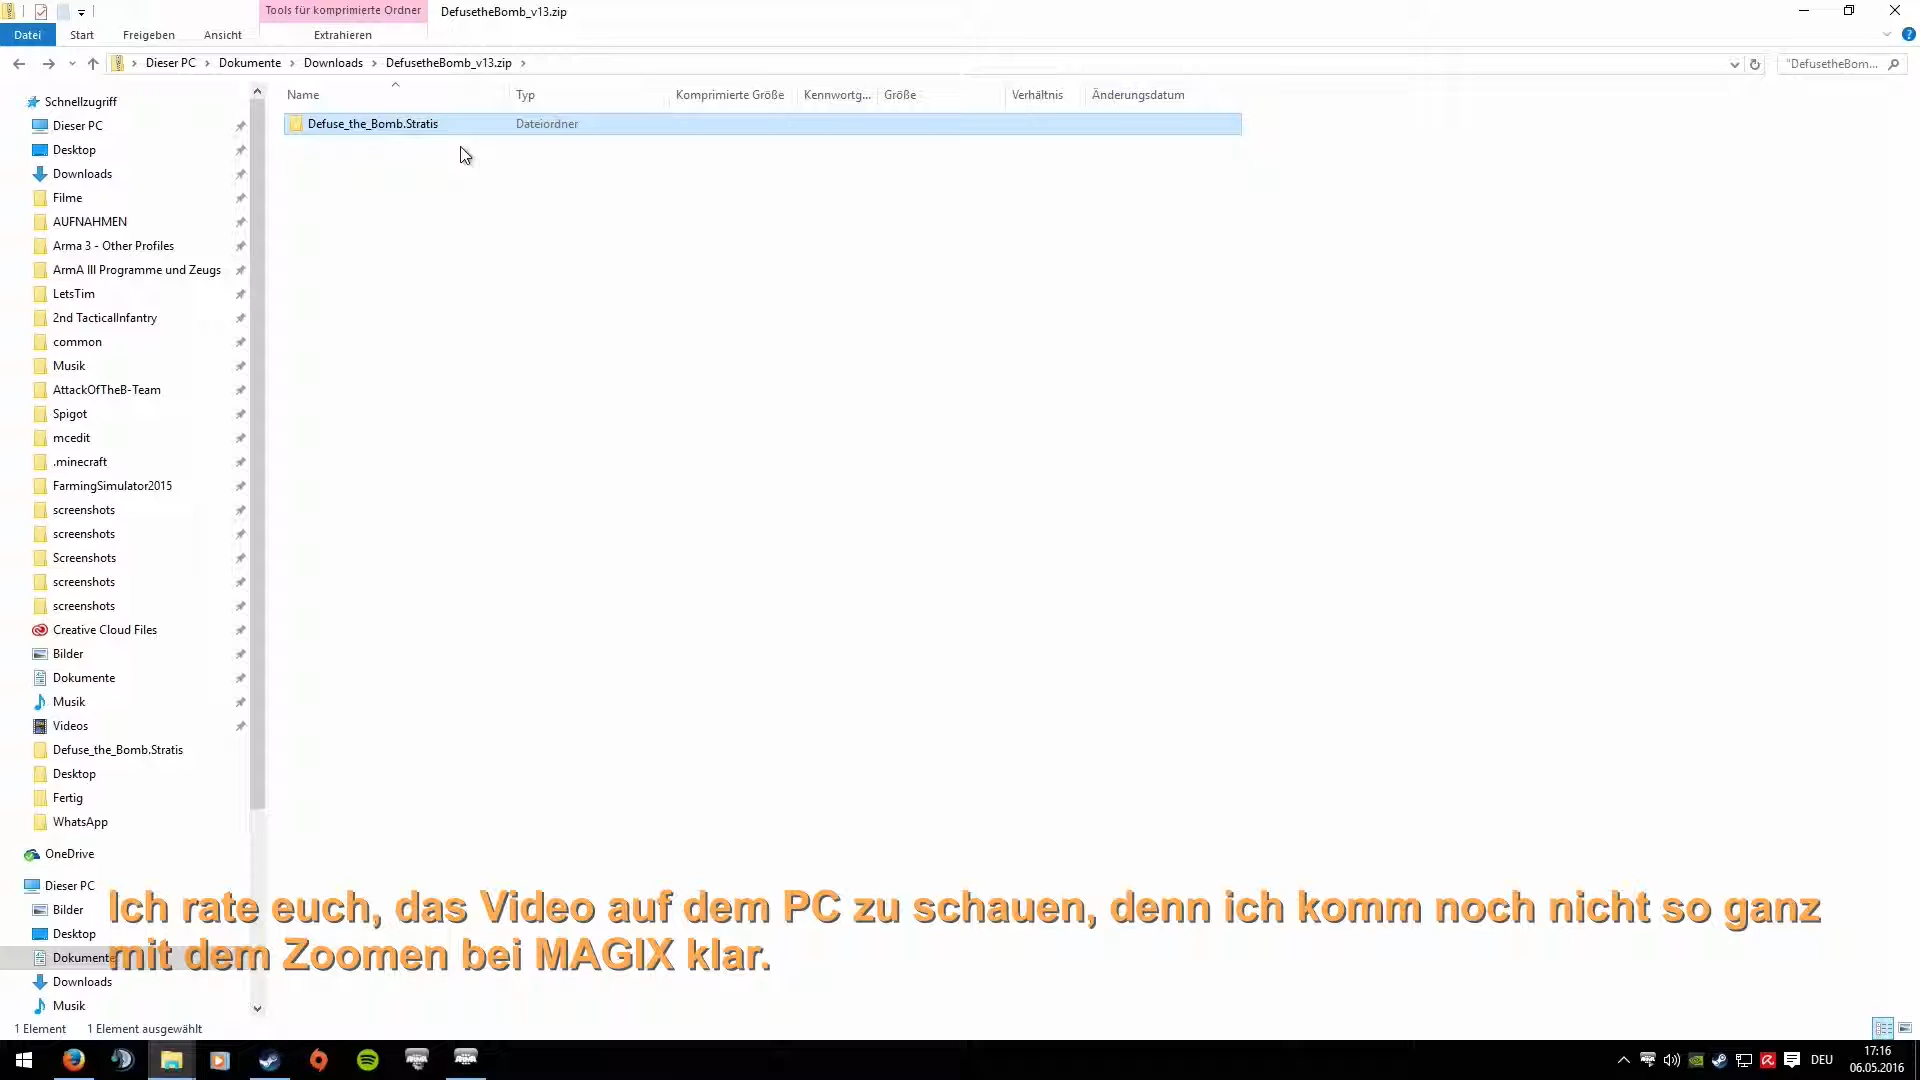 Tools für komprimierte Ordner
DefusetheBomb_v13.zip
Datei
Start
Freigeben
Ansicht
Extrahieren
Dieser PC
Dokumente
Downloads
DefusetheBomb_v13.zip
"DefusetheBom...
Name
Typ
Komprimierte Größe
Kennwortg...
Größe
Verhältnis
Änderungsdatum
Defuse_the_Bomb.Stratis
Dateiordner
Schnellzugriff
Dieser PC
Desktop
Downloads
Filme
AUFNAHMEN
Arma 3 - Other Profiles
ArmA III Programme und Zeugs
LetsTim
2nd TacticalInfantry
common
Musik
AttackOfTheB-Team
Spigot
mcedit
.minecraft
FarmingSimulator2015
screenshots
screenshots
Screenshots
screenshots
screenshots
Creative Cloud Files
Bilder
Dokumente
Musik
Videos
Defuse_the_Bomb.Stratis
Desktop
Fertig
WhatsApp
OneDrive
Dieser PC
Bilder
Desktop
Dokumente
Downloads
Musik
Ich rate euch, das Video auf dem PC zu schauen, denn ich komm noch nicht so ganz
mit dem Zoomen bei MAGIX klar.
1 Element
1 Element ausgewählt
DEU
17:16
06.05.2016